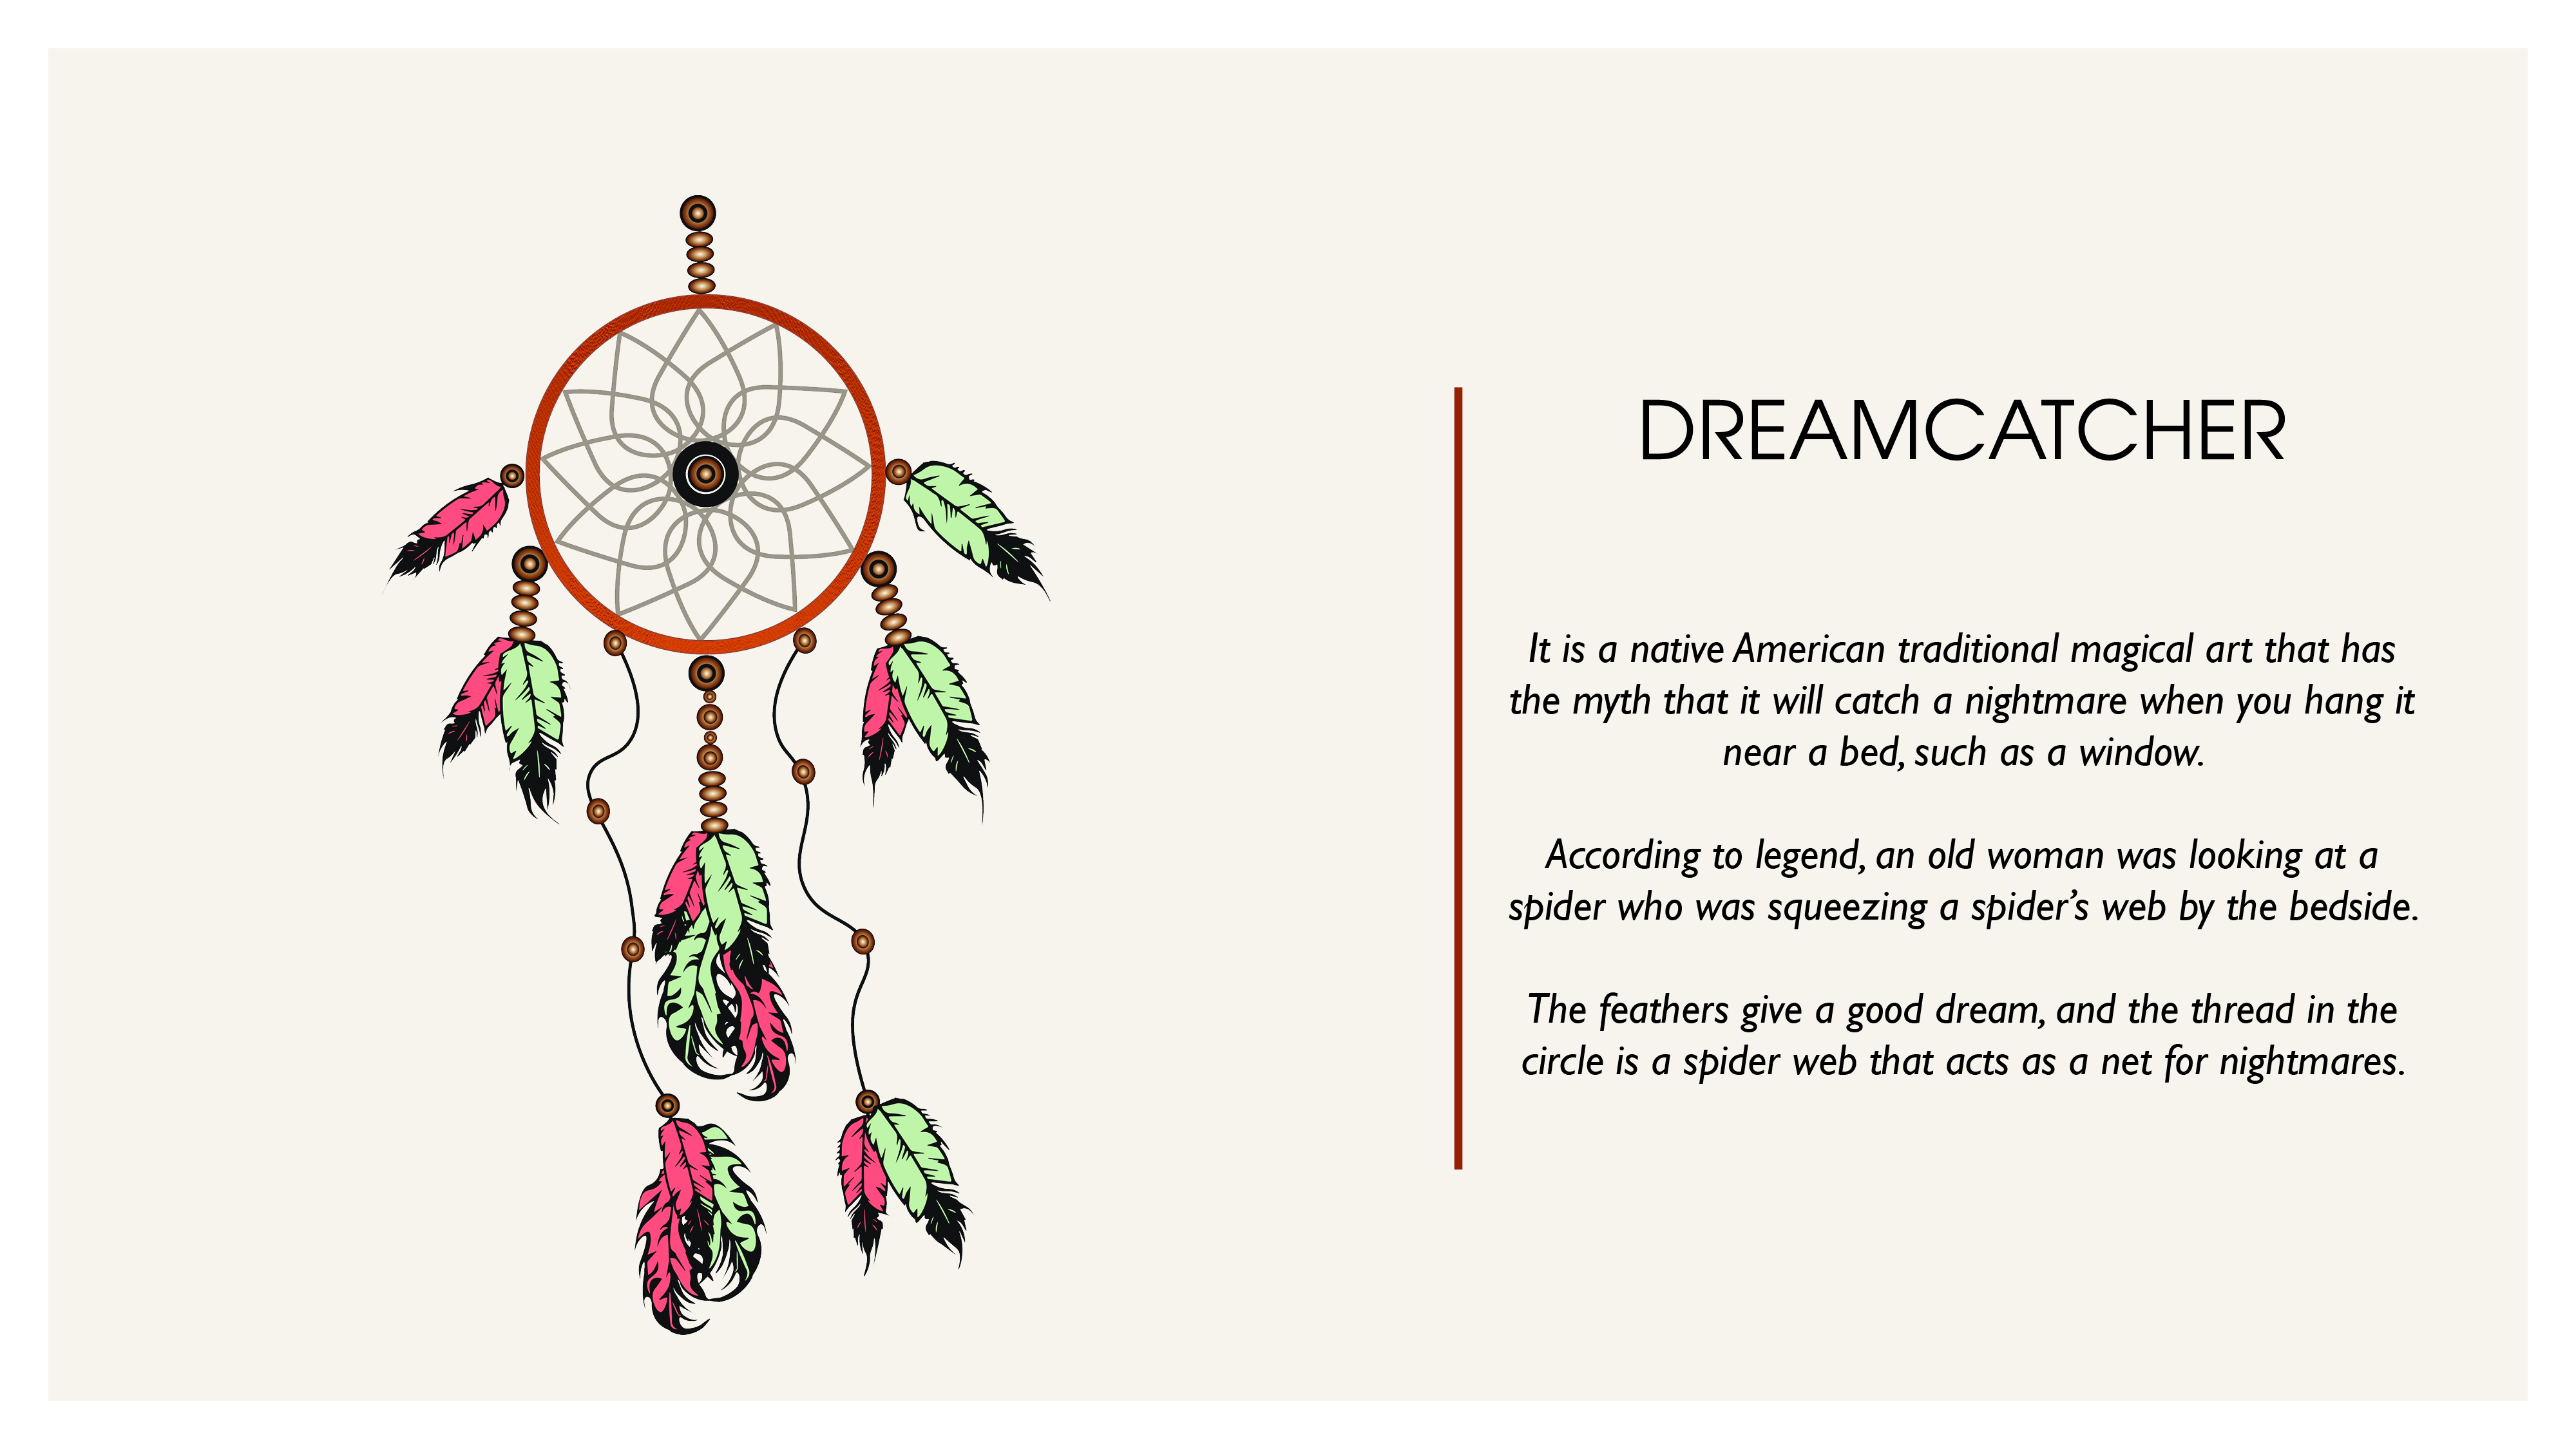 DREAMCATCHER
It is a native American traditional magical art that has
the myth that it will catch a nightmare when you hang it
near a bed, such as a window.
According to legend, an old woman was looking at a
spider who was squeezing a spider’s web by the bedside.
The feathers give a good dream, and the thread in the
circle is a spider web that acts as a net for nightmares.